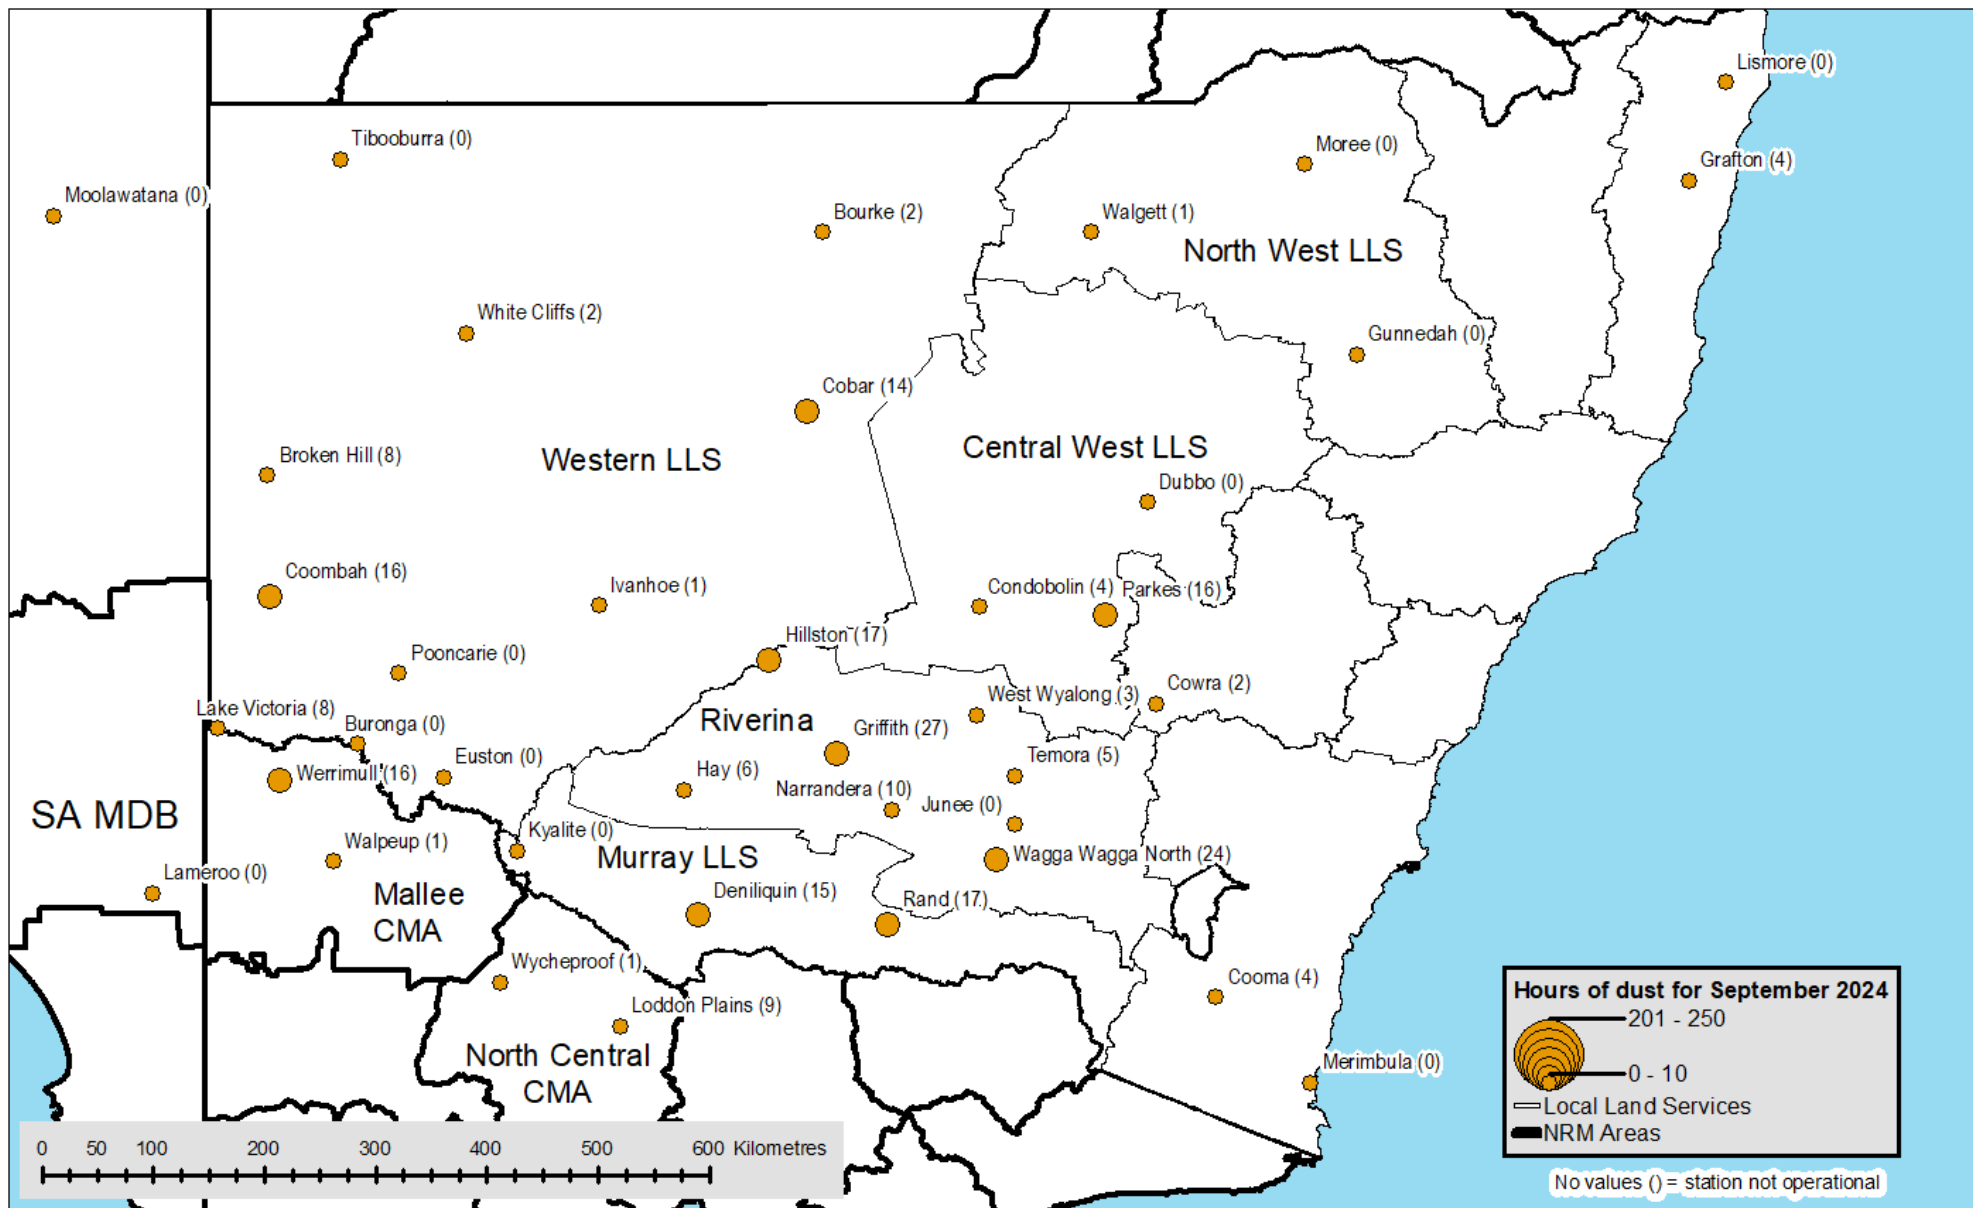 Lismore (0)
Tibooburra (0)
Moree (0)
Grafton (4)
Moolawatana (0)
Bourke (2)
Walgett (1)
North West LLS
White Cliffs (2)
Gunnedah (0)
Cobar (14)
Broken Hill (8)
Western LLS
Central West LLS
Dubbo (0)
Coombah (16)
Ivanhoe (1)
Condobolin (4)
Parkes (16)
Hillston (17)
Pooncarie (0)
Cowra (2)
West Wyalong (3)
Lake Victoria (8)
Buronga (0)
Riverina
Griffith (27)
Euston (0)
Temora (5)
Werrimull (16)
Hay (6)
Narrandera (10)
Junee (0)
SA MDB
Kyalite (0)
Walpeup (1)
Murray LLS
Wagga Wagga North (24)
Lameroo (0)
Mallee
CMA
Deniliquin (15)
Rand (17)
Wycheproof (1)
Cooma (4)
Loddon Plains (9)
North Central
CMA
Merimbula (0)
Hours of dust for September 2024
201 - 250
0 - 10
Local Land Services
NRM Areas
No values () = station not operational
0 50 100 200 300 400 500 600 Kilometres